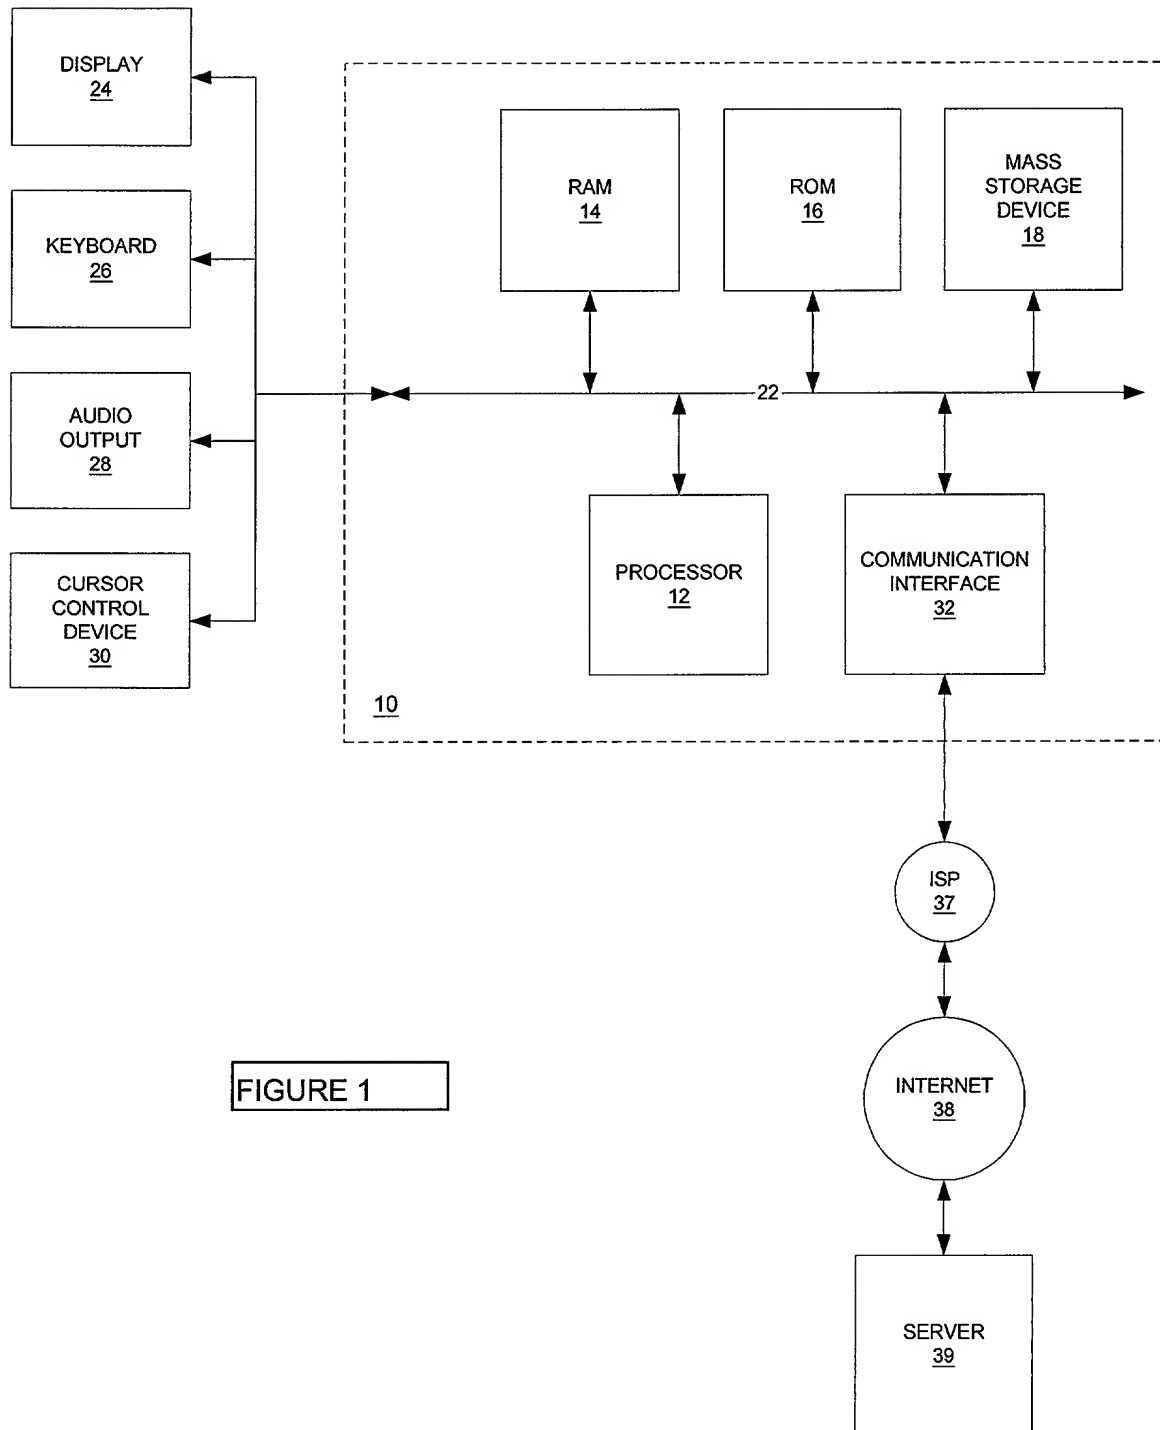 DISPLAY
24
KEYBOARD
26
AUDIO
OUTPUT
28
CURSOR
CONTROL
DEVICE
30
RAM
14
ROM
16
MASS
STORAGE
DEVICE
18
22
PROCESSOR
12
COMMUNICATION
INTERFACE
32
10
ISP
37
INTERNET
38
SERVER
39
FIGURE 1